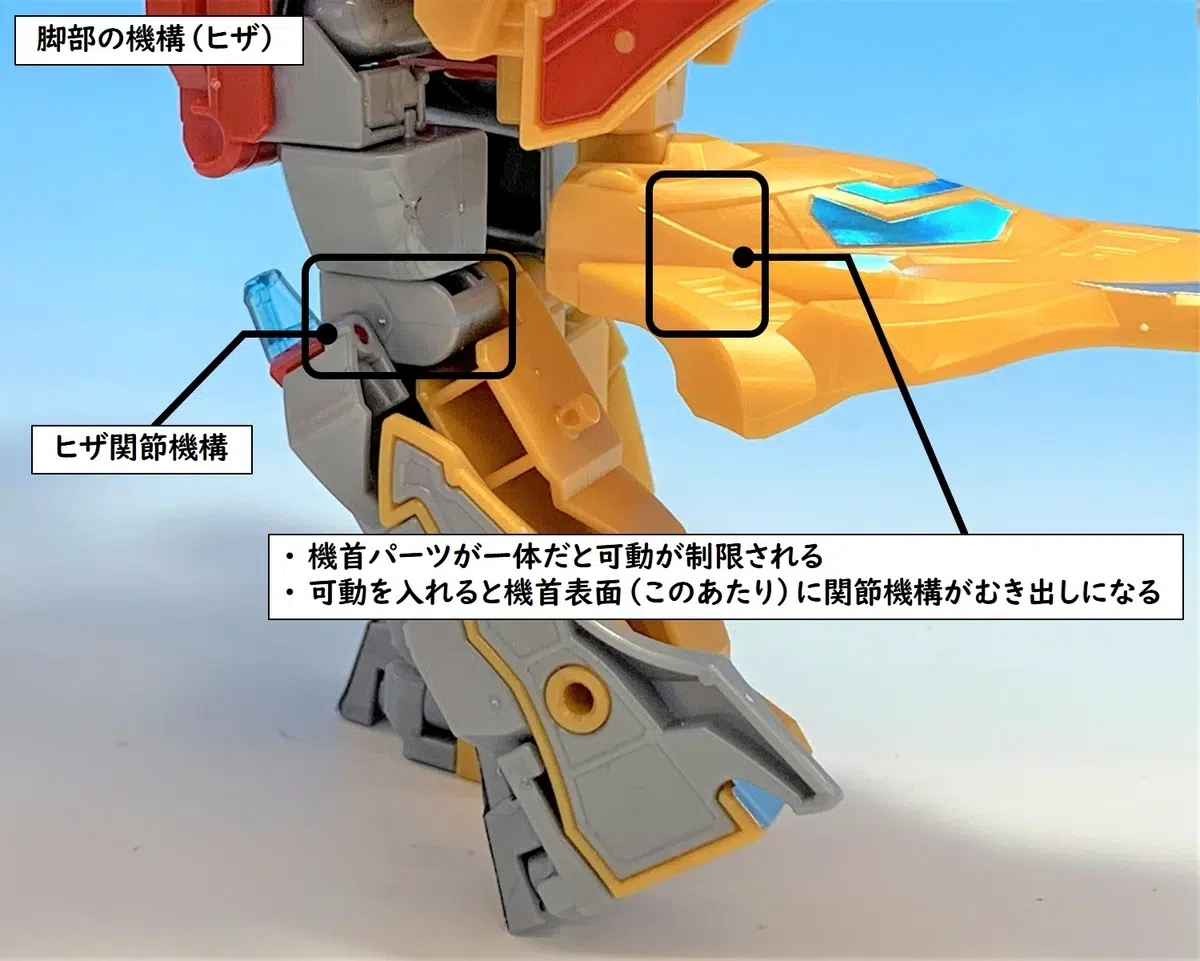 脚部の機構（ヒザ）
ヒザ関節機構
・ 機首パーツが一体だと可動が制限される
・ 可動を入れると機首表面（このあたり）に関節機構がむき出しになる